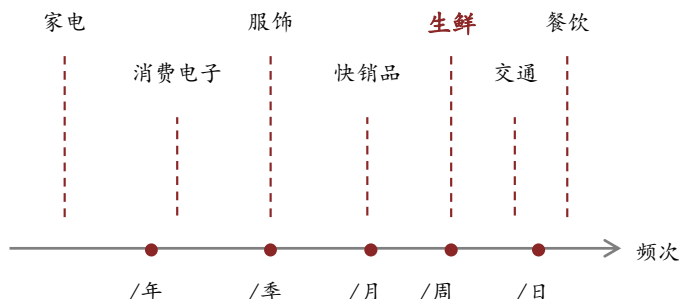 家电 服饰 生鲜 餐饮
消费电子 快销品 交通
频次
/年 /季 /月 /周 /日